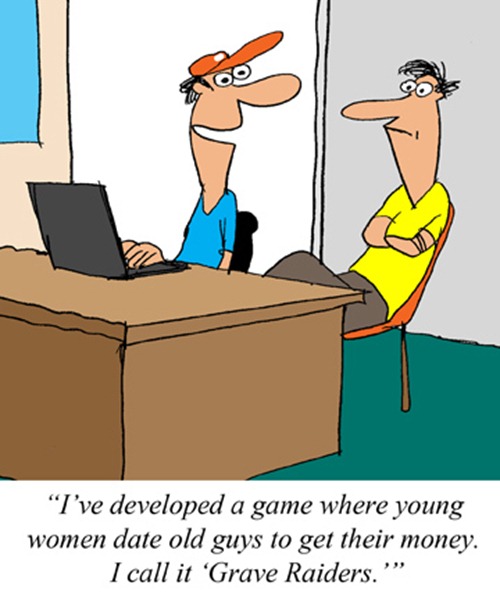 “I’ve developed a game where young
women date old guys to get their money.
I call it ‘Grave Raiders.’”